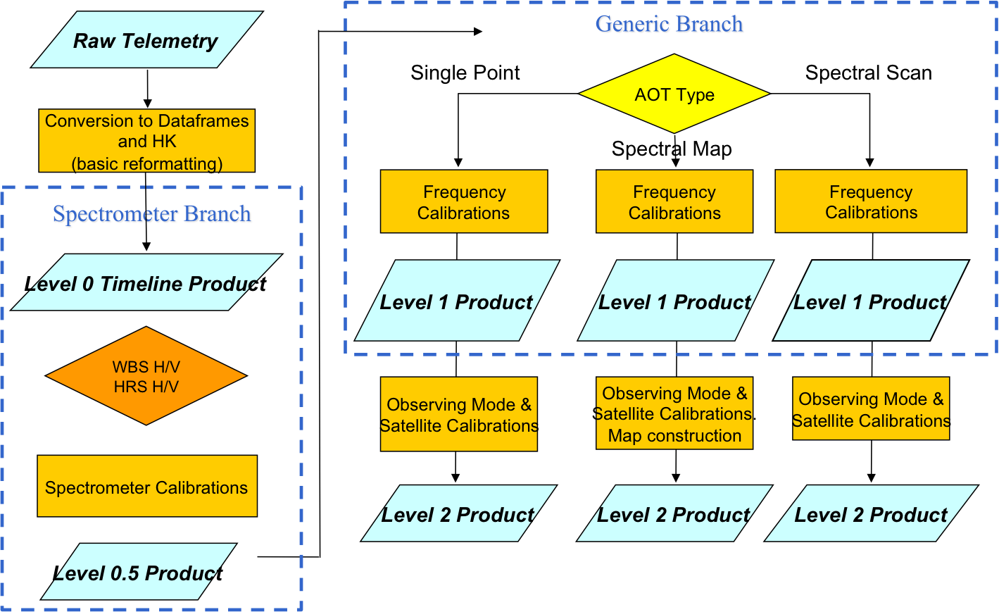 Raw Telemetry
Conversion to Dataframes
and HK
(basic reformatting)
Spectrometer Branch
Level 0 Timeline Product
WBS H/V
HRS H/V
Spectrometer Calibrations
Level 0.5 Product
Generic Branch
AOT Type
Single Point
Spectral Map
Spectral Scan
Frequency
Calibrations
Frequency
Calibrations
Frequency
Calibrations
Level 1 Product
Level 1 Product
Level 1 Product
Observing Mode &
Satellite Calibrations
Observing Mode &
Satellite Calibrations.
Map construction
Observing Mode &
Satellite Calibrations
Level 2 Product
Level 2 Product
Level 2 Product